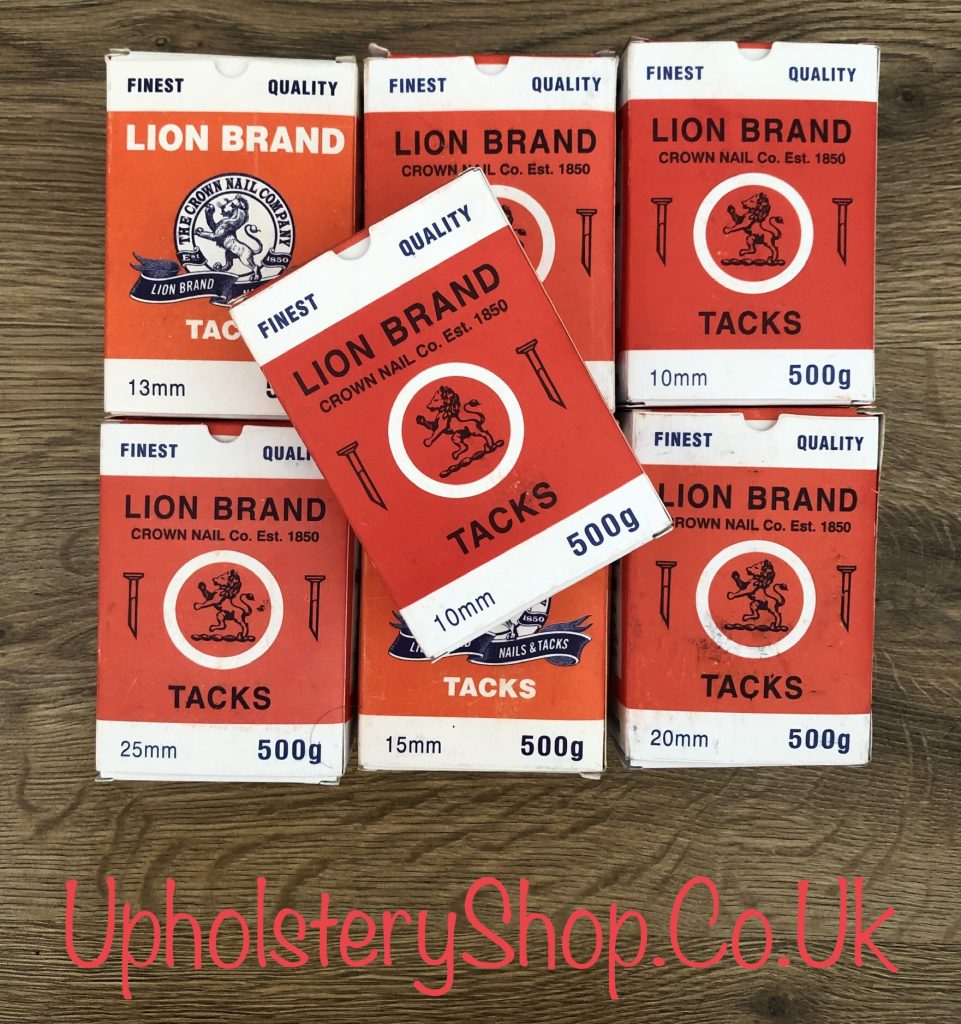 FINEST QUALITY
LION BRAND
THE CROWN NAIL COMPANY
Est 1850
LION BRAND
13mm
FINEST QUALITY
LION BRAND
CROWN NAIL Co. Est. 1850
FINEST QUALITY
LION BRAND
CROWN NAIL Co. Est. 1850
TACKS
10mm 500g
FINEST QUALITY
LION BRAND
CROWN NAIL Co. Est. 1850
TACKS
10mm 500g
FINEST
LION BRAND
CROWN NAIL Co. Est. 1850
TACKS
25mm 500g
1850
NAILS & TACKS
TACKS
15mm 500g
FINEST QUALITY
LION BRAND
CROWN NAIL Co. Est. 1850
TACKS
20mm 500g
UpholsteryShop.Co.Uk